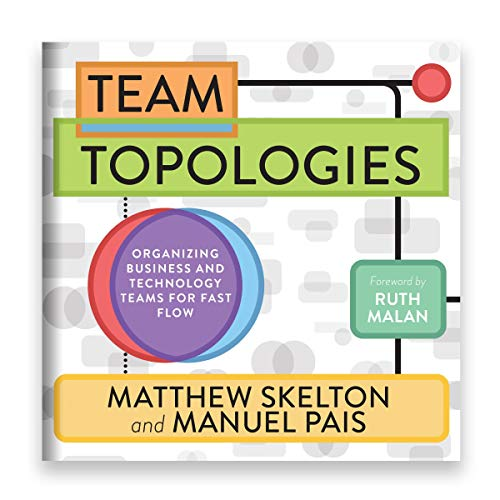 TEAM
TOPOLOGIES
ORGANIZING
BUSINESS AND
TECHNOLOGY
TEAMS FOR FAST
FLOW
Foreword by
RUTH
MALAN
MATTHEW SKELTON
and MANUEL PAIS